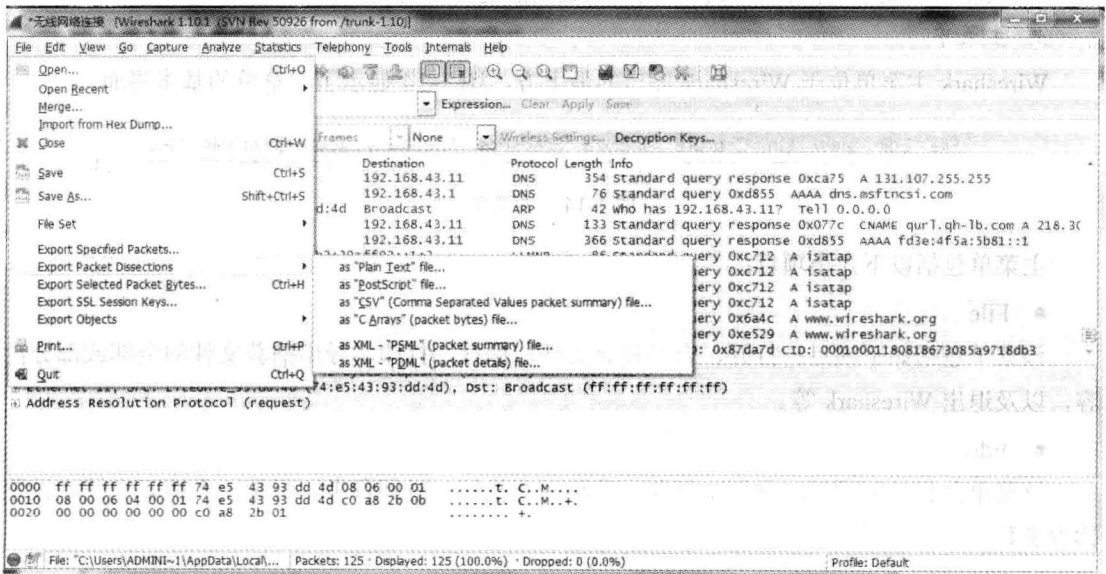 *无线网络连接 [Wireshark 1.10.1 (SVN Rev 50926 from /trunk-1.10)]
File Edit View Go Capture Analyze Statistics Telephony Tools Internals Help
Open... Ctrl+O
Open Recent
Merge...
Import from Hex Dump...
Close Ctrl+W
Save Ctrl+S
Save As... Shift+Ctrl+S
File Set
Export Specified Packets...
Export Packet Dissections
Export Selected Packet Bytes... Ctrl+H
Export SSL Session Keys...
Export Objects
Print... Ctrl+P
Quit Ctrl+Q
Expression... Clear Apply Save
Frames None Wireless Settings... Decryption Keys...
Destination Protocol Length Info
192.168.43.11 DNS 354 Standard query response 0xca75 A 131.107.255.255
192.168.43.1 DNS 76 Standard query 0xd855 AAAA dns.msftncsi.com
d:4d Broadcast ARP 42 Who has 192.168.43.11? Tell 0.0.0.0
192.168.43.11 DNS 133 Standard query response 0x077c CNAME qurl.qh-lb.com A 218.30
192.168.43.11 DNS 366 Standard query response 0xd855 AAAA fd3e:4f5a:5b81::1
as "Plain Text" file...
as "PostScript" file...
as "CSV" (Comma Separated Values packet summary) file...
as "C Arrays" (packet bytes) file...
as XML - "PSML" (packet summary) file...
as XML - "PDML" (packet details) file...
ery 0xc712 A isatap
ery 0xc712 A isatap
ery 0xc712 A isatap
ery 0xc712 A isatap
ery 0x6a4c A www.wireshark.org
ery 0xe529 A www.wireshark.org
: 0x87da7e CID: 00010001180818673085a9718db3
74:e5:43:93:dd:4d), Dst: Broadcast (ff:ff:ff:ff:ff:ff)
Address Resolution Protocol (request)
0000 ff ff ff ff ff ff 74 e5 43 93 dd 4d 08 06 00 01 ......t. C..M....
0010 08 00 06 04 00 01 74 e5 43 93 dd 4d c0 a8 2b 0b ......t. C..M..+.
0020 00 00 00 00 00 00 c0 a8 2b 01 ........ +.
File: "C:\Users\ADMINI~1\AppData\Local\... Packets: 125 · Displayed: 125 (100.0%) · Dropped: 0 (0.0%) Profile: Default